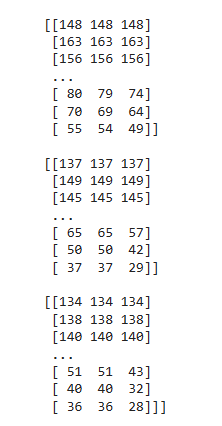 [[148 148 148]
[163 163 163]
[156 156 156]
...
[ 80 79 74]
[ 70 69 64]
[ 55 54 49]]
[[137 137 137]
[149 149 149]
[145 145 145]
...
[ 65 65 57]
[ 50 50 42]
[ 37 37 29]]
[[134 134 134]
[138 138 138]
[140 140 140]
...
[ 51 51 43]
[ 40 40 32]
[ 36 36 28]]]